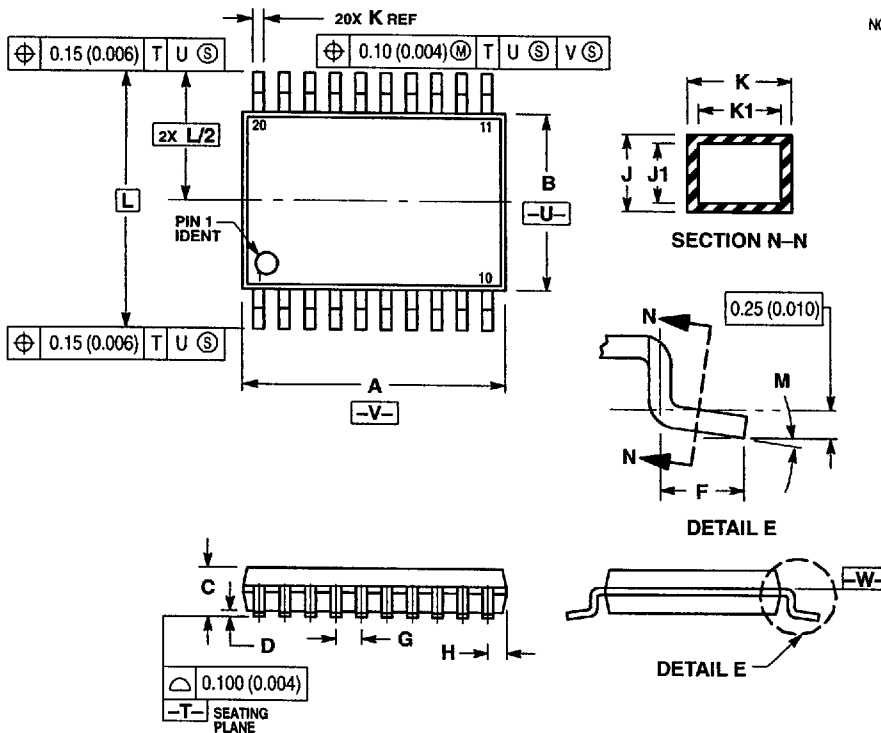 20X K REF
NO
⌖ 0.15 (0.006) T U Ⓢ
⌖ 0.10 (0.004) Ⓜ T U Ⓢ V Ⓢ
2X L/2
L
20
11
PIN 1
IDENT
10
B
–U–
⌖ 0.15 (0.006) T U Ⓢ
A
–V–
K
K1
J
J1
SECTION N–N
0.25 (0.010)
N
M
N
F
DETAIL E
C
D
G
H
⌓ 0.100 (0.004)
–T– SEATING
PLANE
–W–
DETAIL E